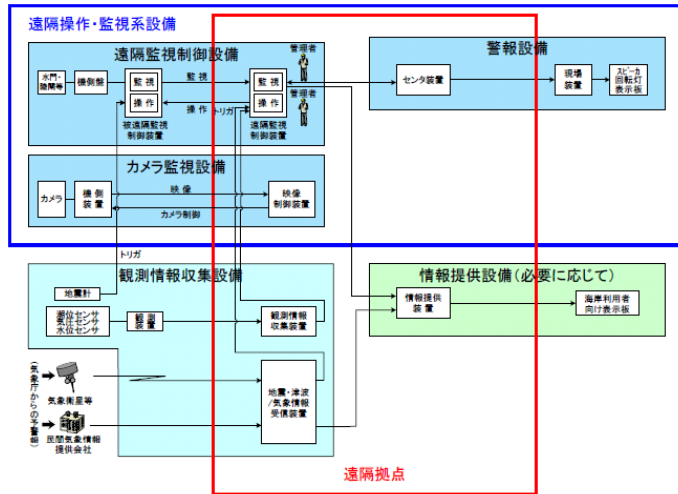 遠隔操作・監視系設備
遠隔監視制御設備
管理者
水門・
陸閘等
機側盤
監視
操作
被遠隔監視
制御装置
監視
操作
トリガ
監視
操作
遠隔監視
制御装置
管理者
警報設備
センタ装置
現場
装置
スピーカ
回転灯
表示板
カメラ監視設備
カメラ
機側
装置
映像
カメラ制御
映像
制御装置
トリガ
観測情報収集設備
地震計
潮位センサ
気圧センサ
水位センサ
観測
装置
観測情報
収集装置
(気象庁からの予警報)
気象衛星等
民間気象情報
提供会社
地震・津波
/気象情報
受信装置
情報提供設備(必要に応じて)
情報提供
装置
海岸利用者
向け表示板
遠隔拠点